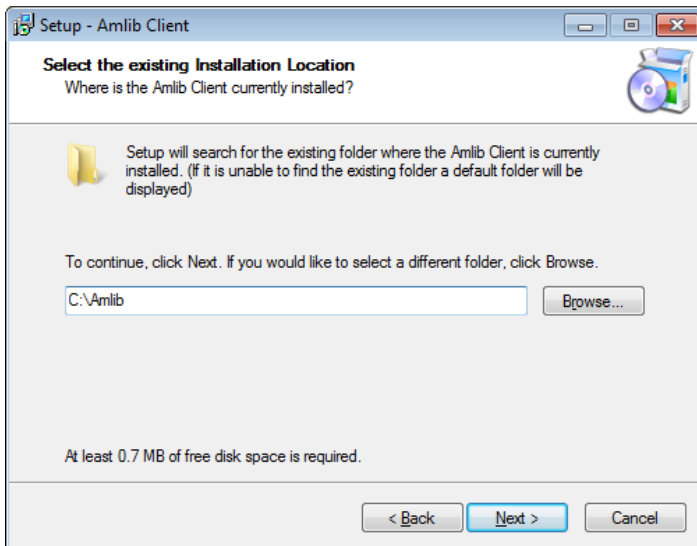 Setup - Amlib Client
Select the existing Installation Location
Where is the Amlib Client currently installed?
Setup will search for the existing folder where the Amlib Client is currently
installed. (If it is unable to find the existing folder a default folder will be
displayed)
To continue, click Next. If you would like to select a different folder, click Browse.
C:\Amlib
Browse...
At least 0.7 MB of free disk space is required.
< Back
Next >
Cancel